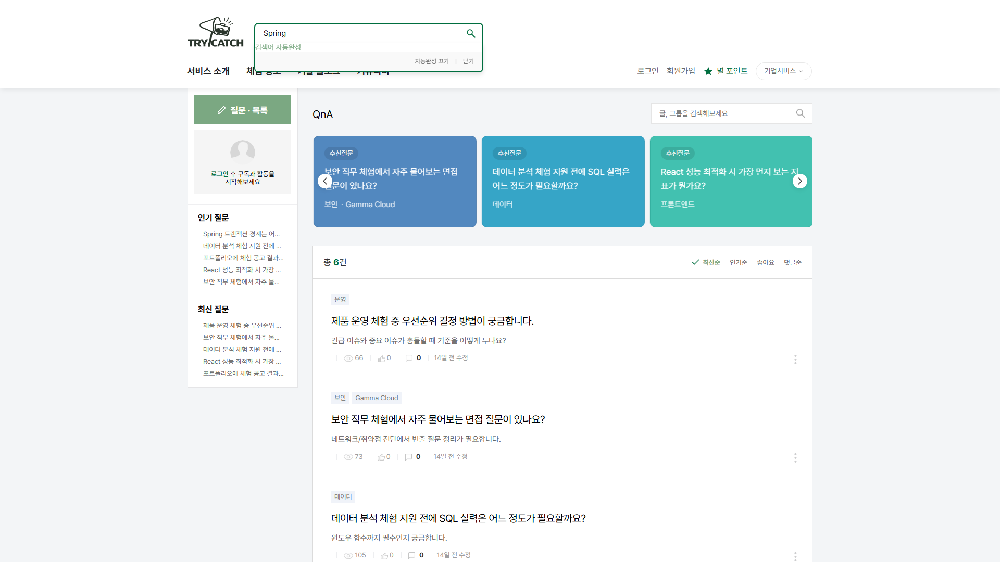 TRY CATCH
Spring
검색어 자동완성
자동완성 끄기
닫기
서비스 소개
로그인
회원가입
별 포인트
기업서비스
질문 · 목록
로그인 후 구독과 활동을
시작해보세요
인기 질문
Spring 트랜잭션 경계는 어...
데이터 분석 체험 지원 전에 ...
포트폴리오에 체험 공고 결과...
React 성능 최적화 시 가장 ...
보안 직무 체험에서 자주 물...
최신 질문
제품 운영 체험 중 우선순위 ...
보안 직무 체험에서 자주 물...
데이터 분석 체험 지원 전에 ...
React 성능 최적화 시 가장 ...
포트폴리오에 체험 공고 결과...
QnA
글, 그룹을 검색해보세요
추천질문
보안 직무 체험에서 자주 물어보는 면접
질문이 있나요?
보안 · Gamma Cloud
추천질문
데이터 분석 체험 지원 전에 SQL 실력은
어느 정도가 필요할까요?
데이터
추천질문
React 성능 최적화 시 가장 먼저 보는 지
표가 뭔가요?
프론트엔드
총 6건
최신순
인기순
좋아요
댓글순
운영
제품 운영 체험 중 우선순위 결정 방법이 궁금합니다.
긴급 이슈와 중요 이슈가 충돌할 때 기준을 어떻게 두나요?
66 0 0 14일 전 수정
보안 Gamma Cloud
보안 직무 체험에서 자주 물어보는 면접 질문이 있나요?
네트워크/취약점 진단에서 빈출 질문 정리가 필요합니다.
73 0 0 14일 전 수정
데이터
데이터 분석 체험 지원 전에 SQL 실력은 어느 정도가 필요할까요?
윈도우 함수까지 필수인지 궁금합니다.
105 0 0 14일 전 수정